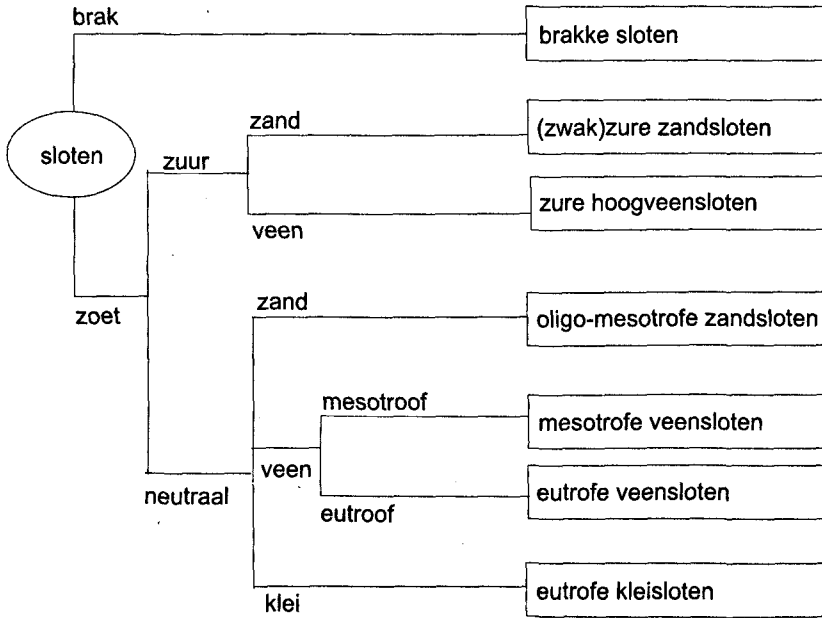 brak
brakke sloten
zand
(zwak)zure zandsloten
sloten
zuur
zure hoogveensloten
veen
zand
zoet
oligo-mesotrofe zandsloten
mesotroof
mesotrofe veensloten
veen
neutraal
eutrofe veensloten
eutroof
eutrofe kleisloten
klei